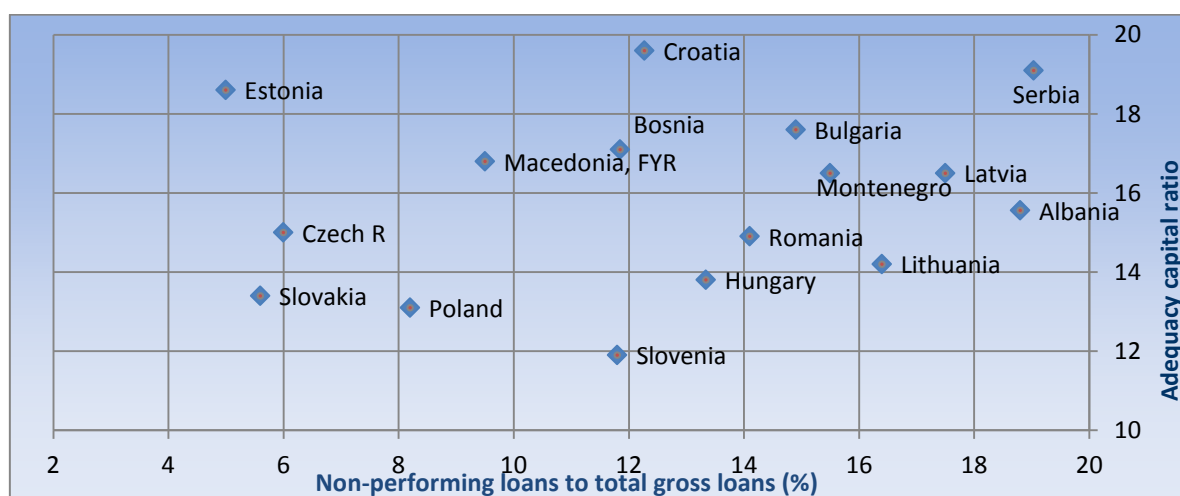 20
Croatia
Serbia
Estonia
18
Bosnia
Bulgaria
Macedonia, FYR
Montenegro
Latvia
16
Albania
Czech R
Romania
Lithuania
14
Hungary
Slovakia
Poland
12
Slovenia
10
Adequacy capital ratio
2 4 6 8 10 12 14 16 18 20
Non-performing loans to total gross loans (%)